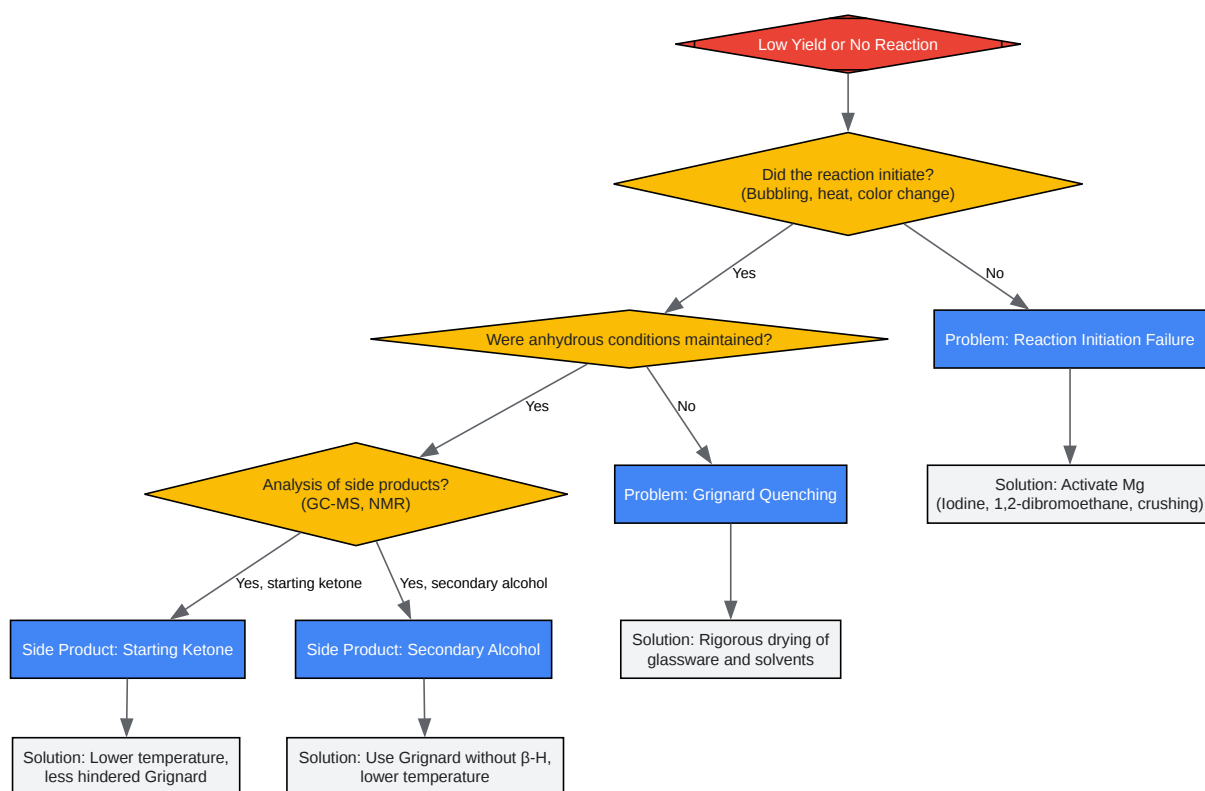 Low Yield or No Reaction
Did the reaction initiate?
(Bubbling, heat, color change)
Yes
No
Were anhydrous conditions maintained?
Problem: Reaction Initiation Failure
Yes
No
Analysis of side products?
(GC-MS, NMR)
Problem: Grignard Quenching
Solution: Activate Mg
(Iodine, 1,2-dibromoethane, crushing)
Yes, starting ketone
Yes, secondary alcohol
Side Product: Starting Ketone
Side Product: Secondary Alcohol
Solution: Rigorous drying of
glassware and solvents
Solution: Lower temperature,
less hindered Grignard
Solution: Use Grignard without β-H,
lower temperature